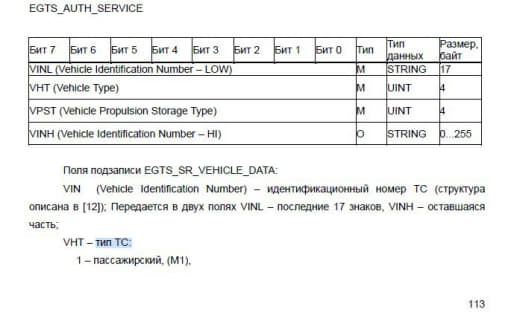 EGTS_AUTH_SERVICE
Бит 7 Бит 6 Бит 5 Бит 4 Бит 3 Бит 2 Бит 1 Бит 0 Тип Тип данных Размер, байт
VINL (Vehicle Identification Number – LOW) M STRING 17
VHT (Vehicle Type) M UINT 4
VPST (Vehicle Propulsion Storage Type) M UINT 4
VINH (Vehicle Identification Number – HI) O STRING 0...255
Поля подзаписи EGTS_SR_VEHICLE_DATA:
VIN (Vehicle Identification Number) – идентификационный номер ТС (структура
описана в [12]); Передается в двух полях VINL – последние 17 знаков, VINH – оставшаяся
часть;
VHT – тип ТС:
1 – пассажирский, (M1),
113